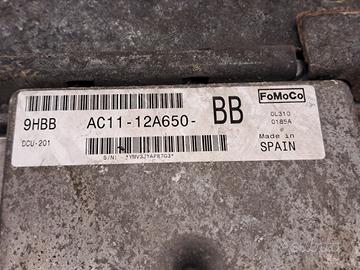 9HBB AC11-12A650- BB
FoMoCo
DCU-201
DL310
0185A
Made in
SPAIN